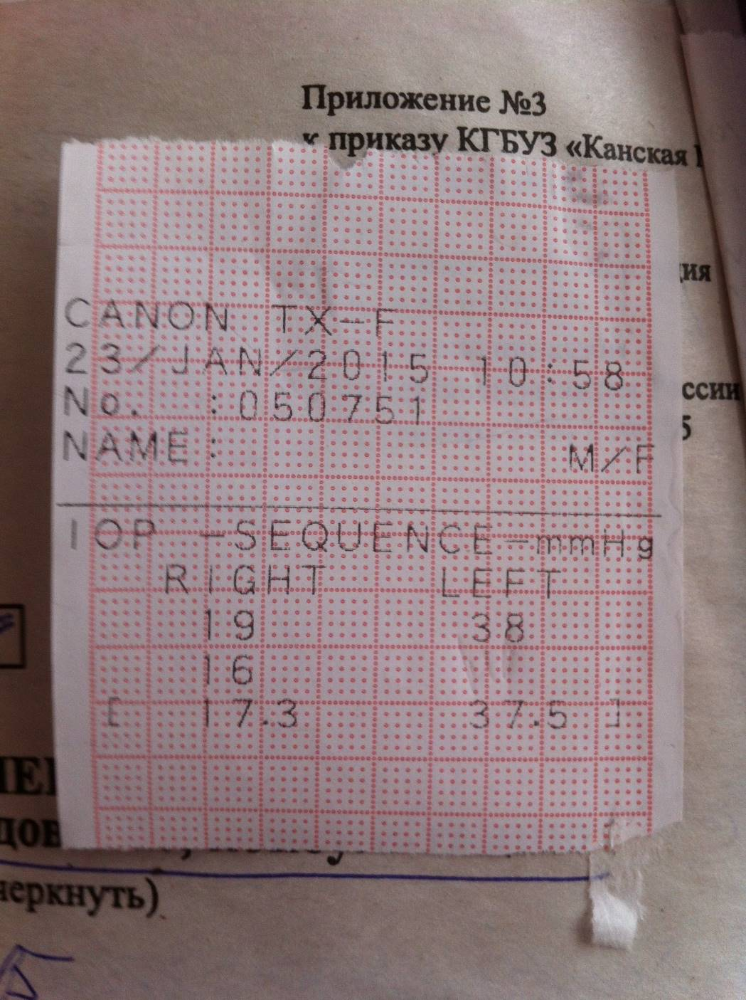 Приложение №3
к приказу КГБУЗ «Канская
ция
CANON TX-F
23/JAN/2015 10:58
ссии
No. :050751
5
NAME: M/F
IOP -SEQUENCE-mmHg
RIGHT LEFT
19 38
16
[ 17.3 37.5 ]
черкнуть)